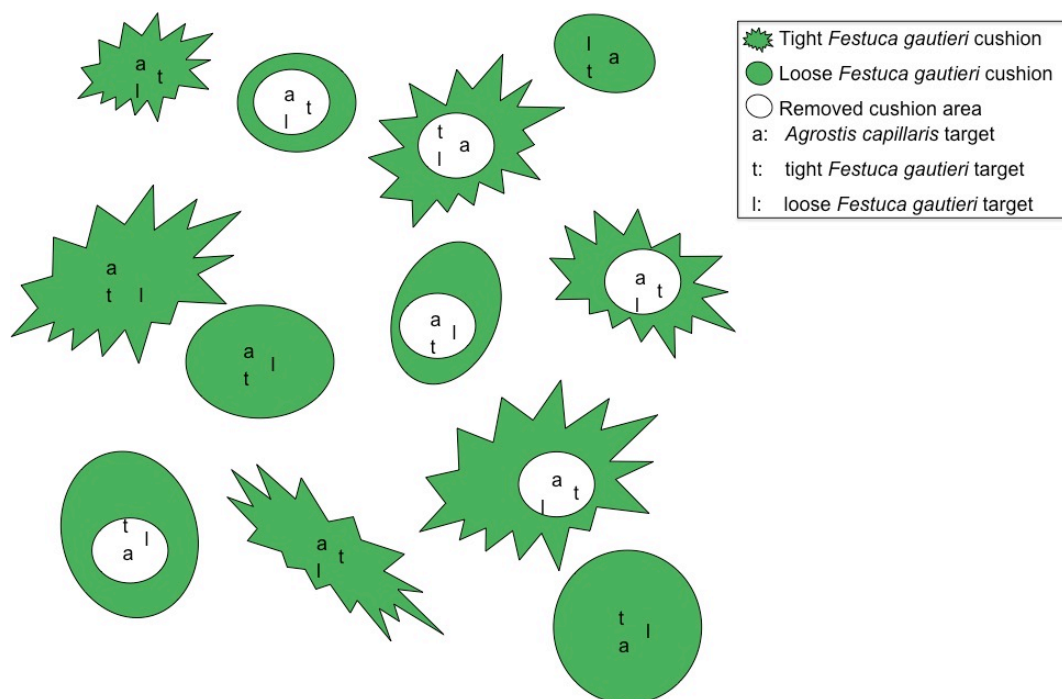 Tight Festuca gautieri cushion
Loose Festuca gautieri cushion
Removed cushion area
a: Agrostis capillaris target
t: tight Festuca gautieri target
l: loose Festuca gautieri target
a
t
l
a
t
l
t
a
l
l
a
t
a
t l
a
l
t
a
l
t
a
t
l
t
l
a
a
t
l
a
t
l
t
l
a